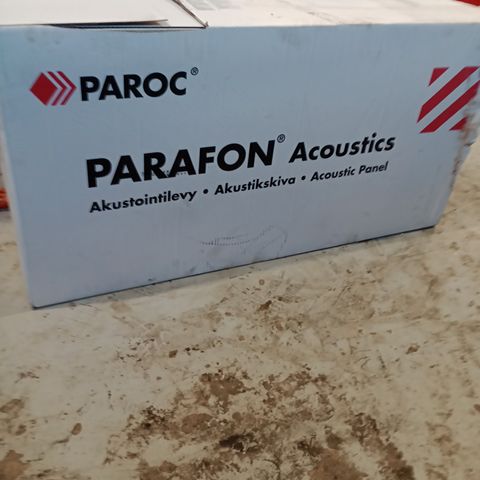 PAROC®
PARAFON® Acoustics
Akustointilevy • Akustikskiva • Acoustic Panel